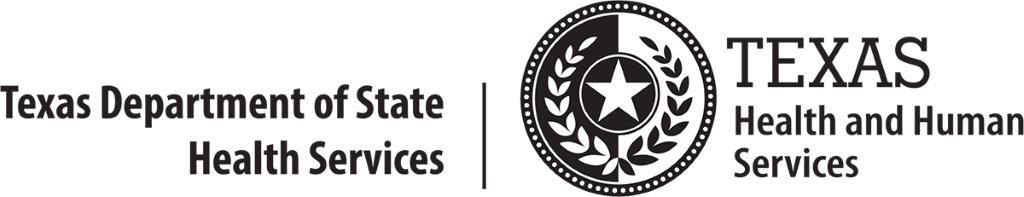 Texas Department of State
Health Services
TEXAS
Health and Human
Services